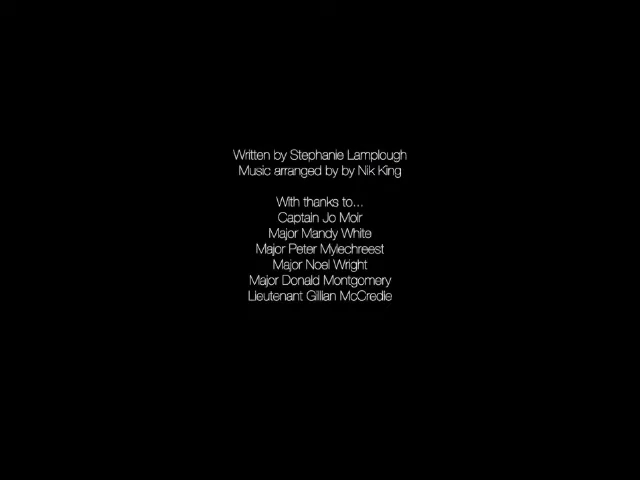 Written by Stephanie Lamplough
Music arranged by by Nik King
With thanks to...
Captain Jo Moir
Major Mandy White
Major Peter Mylechreest
Major Noel Wright
Major Donald Montgomery
Lieutenant Gillian McCredie